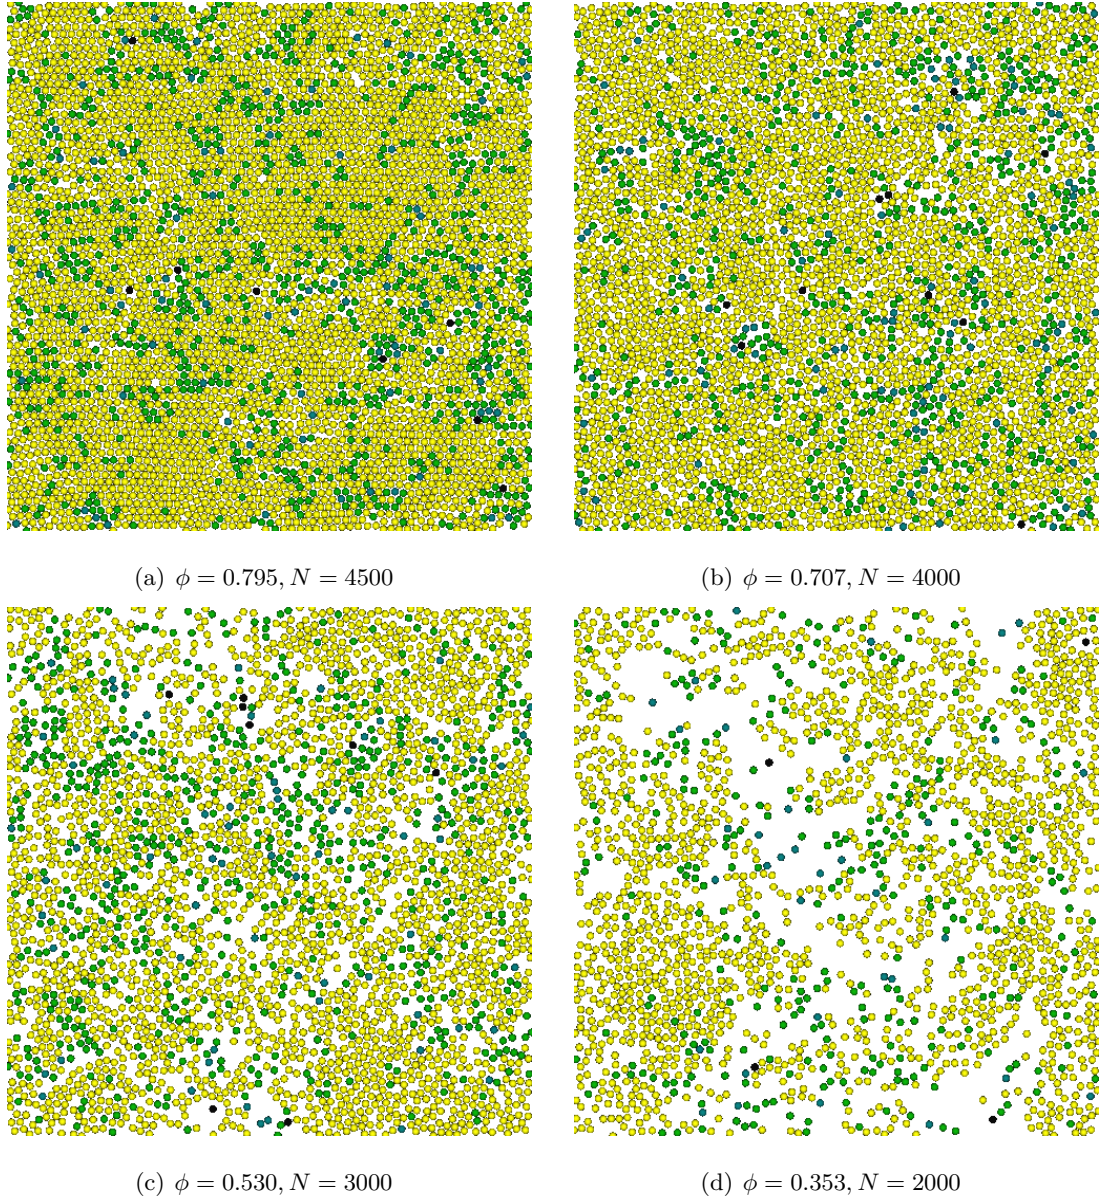 (a) ϕ = 0.795, N = 4500
(b) ϕ = 0.707, N = 4000
(c) ϕ = 0.530, N = 3000
(d) ϕ = 0.353, N = 2000